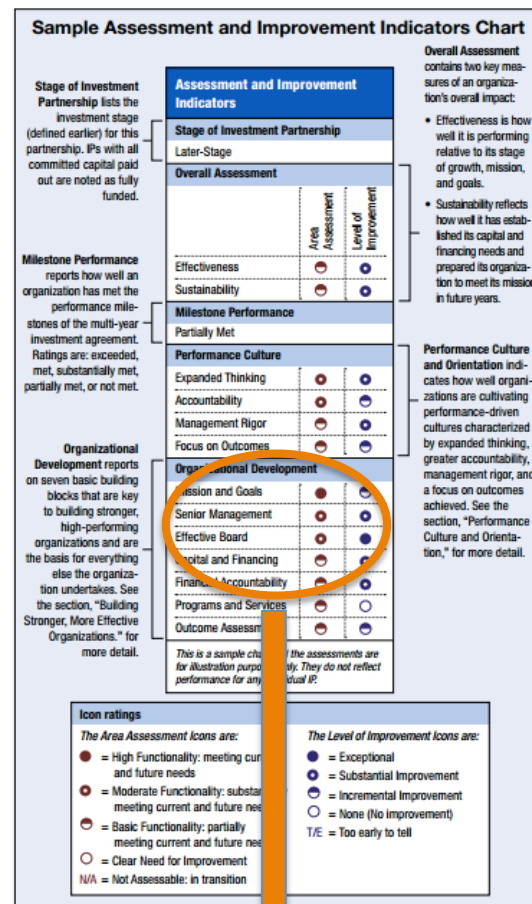 Sample Assessment and Improvement Indicators Chart
Stage of Investment
Partnership lists the
investment stage
(defined earlier) for this
partnership. IPs with all
committed capital paid
out are noted as fully
funded.
Milestone Performance
reports how well an
organization has met the
performance mile-
stones of the multi-year
investment agreement.
Ratings are: exceeded,
met, substantially met,
partially met, or not met.
Organizational
Development reports
on seven basic building
blocks that are key
to building stronger,
high-performing
organizations and are
the basis for everything
else the organiza-
tion undertakes. See
the section, "Building
Stronger, More Effective
Organizations." for
more detail.
Assessment and Improvement
Indicators
Stage of Investment Partnership
Later-Stage
Overall Assessment
Area
Assessment
Level of
Improvement
Effectiveness
Sustainability
Milestone Performance
Partially Met
Performance Culture
Expanded Thinking
Accountability
Management Rigor
Focus on Outcomes
Organizational Development
Mission and Goals
Senior Management
Effective Board
Capital and Financing
Financial Accountability
Programs and Services
Outcome Assessm
This is a sample cha the assessments are
for illustration purpo ly. They do not reflect
performance for any idual IP.
Overall Assessment
contains two key mea-
sures of an organiza-
tion's overall impact:
• Effectiveness is how
well it is performing
relative to its stage
of growth, mission,
and goals.
• Sustainability reflects
how well it has estab-
lished its capital and
financing needs and
prepared its organiza-
tion to meet its mission
in future years.
Performance Culture
and Orientation indi-
cates how well organi-
zations are cultivating
performance-driven
cultures characterized
by expanded thinking,
greater accountability,
management rigor, and
a focus on outcomes
achieved. See the
section, "Performance
Culture and Orienta-
tion," for more detail.
Icon ratings
The Area Assessment Icons are:
= High Functionality: meeting cur
and future needs
= Moderate Functionality: substa
meeting current and future nee
= Basic Functionality: partially
meeting current and future nee
= Clear Need for Improvement
N/A = Not Assessable: in transition
The Level of Improvement Icons are:
= Exceptional
= Substantial Improvement
= Incremental Improvement
= None (No improvement)
T/E = Too early to tell